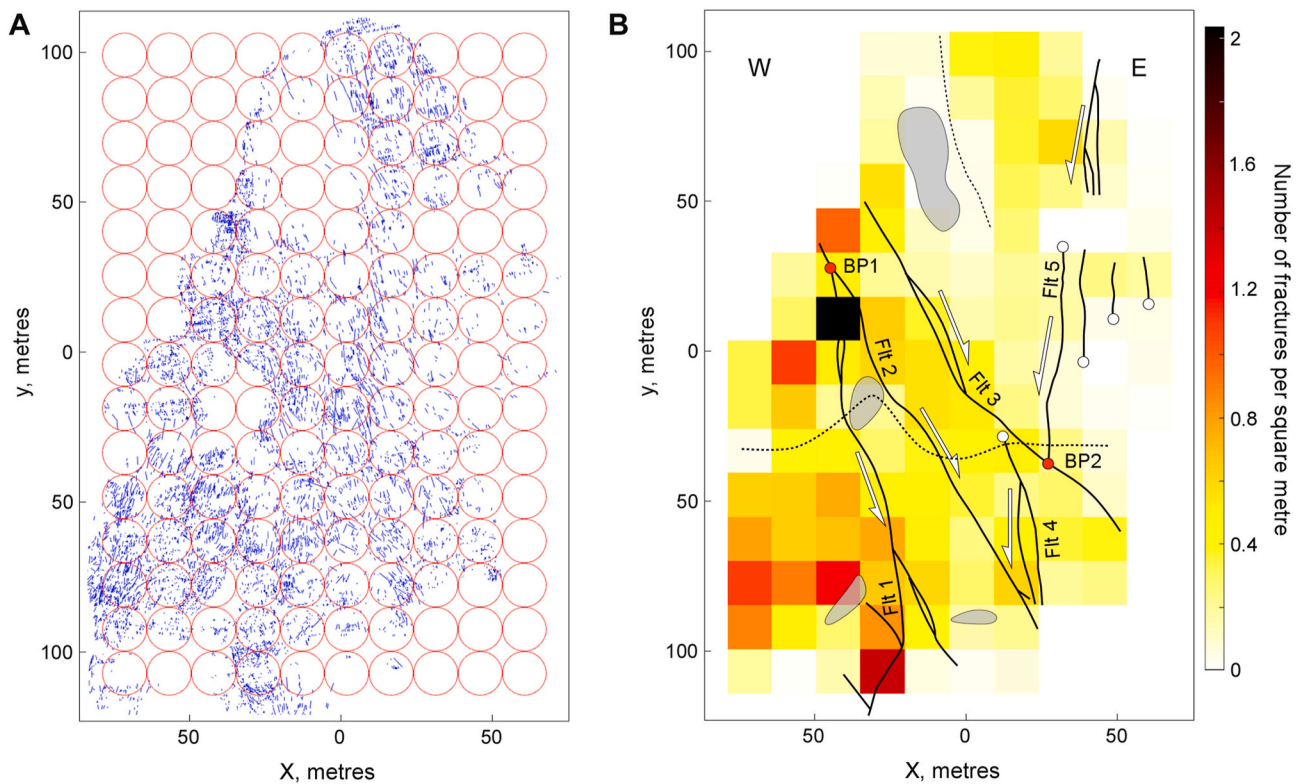 A
100
50
0
50
100
y, metres
50
0
50
X, metres
B
W
E
100
50
0
50
100
y, metres
BP1
Flt 5
Flt 2
Flt 3
BP2
Flt 4
Flt 1
50
0
50
X, metres
2
1.6
1.2
0.8
0.4
0
Number of fractures per square metre